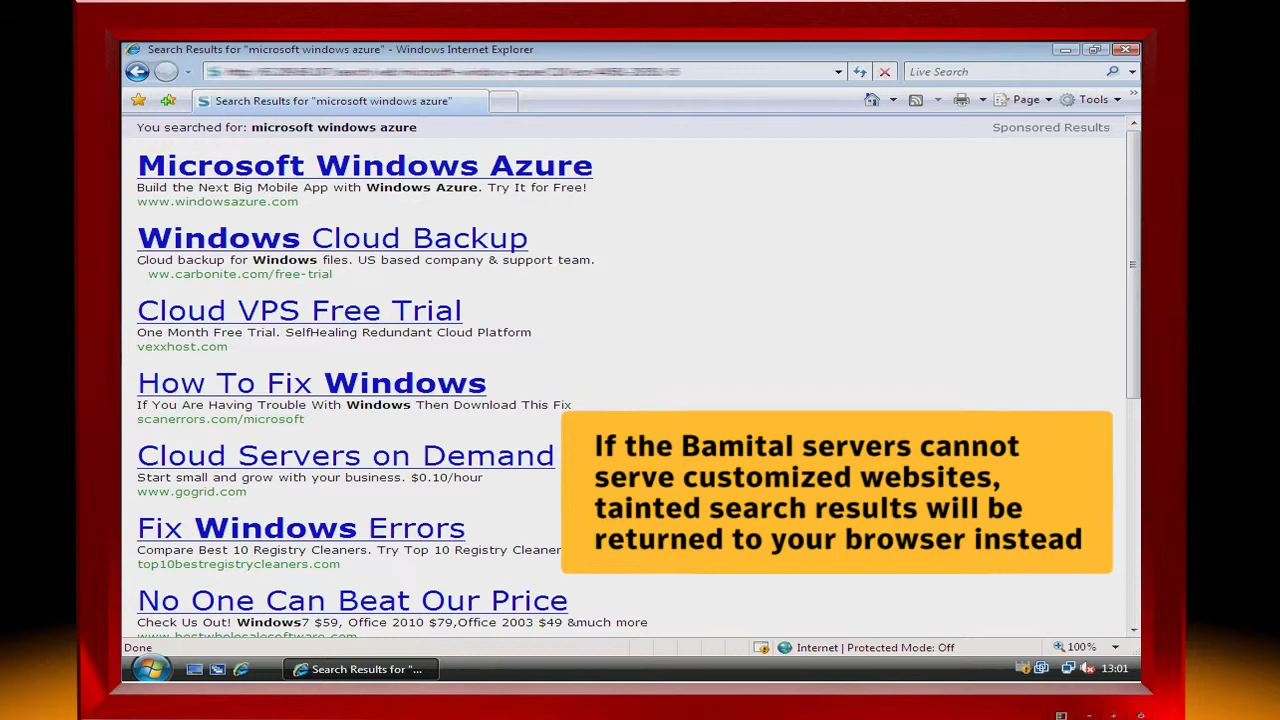 Search Results for "microsoft windows azure" - Windows Internet Explorer
Live Search
Search Results for "microsoft windows azure"
Page
Tools
You searched for: microsoft windows azure
Sponsored Results
Microsoft Windows Azure
Build the Next Big Mobile App with Windows Azure. Try It for Free!
www.windowsazure.com
Windows Cloud Backup
Cloud backup for Windows files. US based company & support team.
ww.carbonite.com/free-trial
Cloud VPS Free Trial
One Month Free Trial. SelfHealing Redundant Cloud Platform
vexxhost.com
How To Fix Windows
If You Are Having Trouble With Windows Then Download This Fix
scanerrors.com/microsoft
Cloud Servers on Demand
Start small and grow with your business. $0.10/hour
www.gogrid.com
Fix Windows Errors
Compare Best 10 Registry Cleaners. Try Top 10 Registry Cleaner
top10bestregistrycleaners.com
No One Can Beat Our Price
Check Us Out! Windows7 $59, Office 2010 $79,Office 2003 $49 &much more
www.bestwholesalesoftware.com
If the Bamital servers cannot
serve customized websites,
tainted search results will be
returned to your browser instead
Done
Internet | Protected Mode: Off
100%
Search Results for "...
13:01